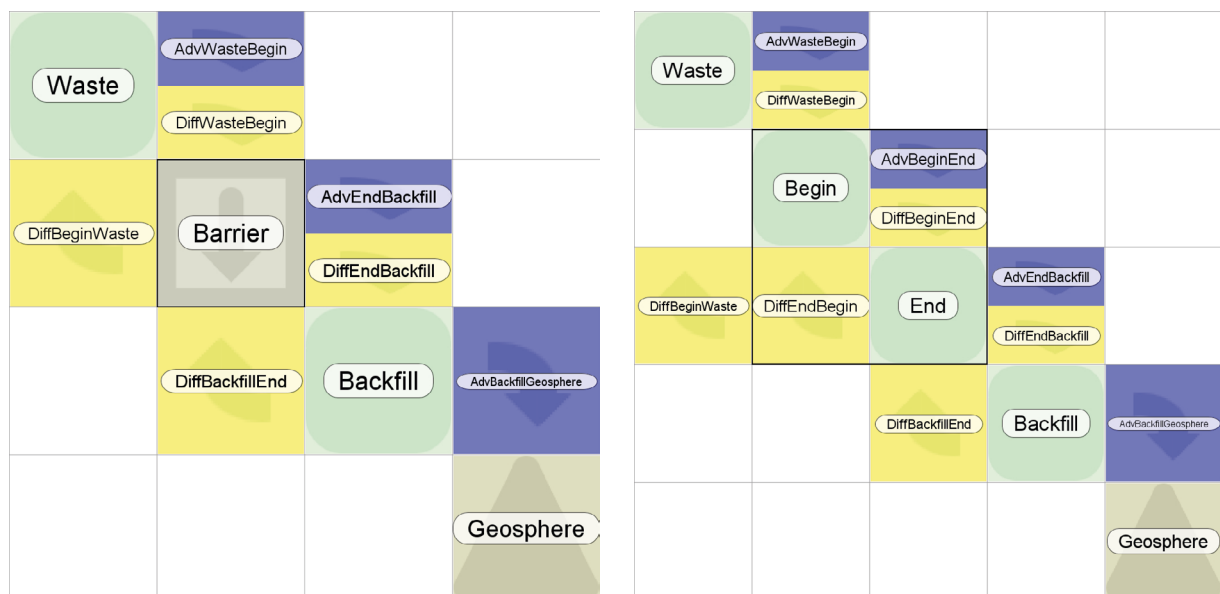 Waste
AdvWasteBegin
DiffWasteBegin
DiffBeginWaste
Barrier
AdvEndBackfill
DiffEndBackfill
DiffBackfillEnd
Backfill
AdvBackfillGeosphere
Geosphere
Waste
AdvWasteBegin
DiffWasteBegin
Begin
AdvBeginEnd
DiffBeginEnd
DiffBeginWaste
DiffEndBegin
End
AdvEndBackfill
DiffEndBackfill
DiffBackfillEnd
Backfill
AdvBackfillGeosphere
Geosphere